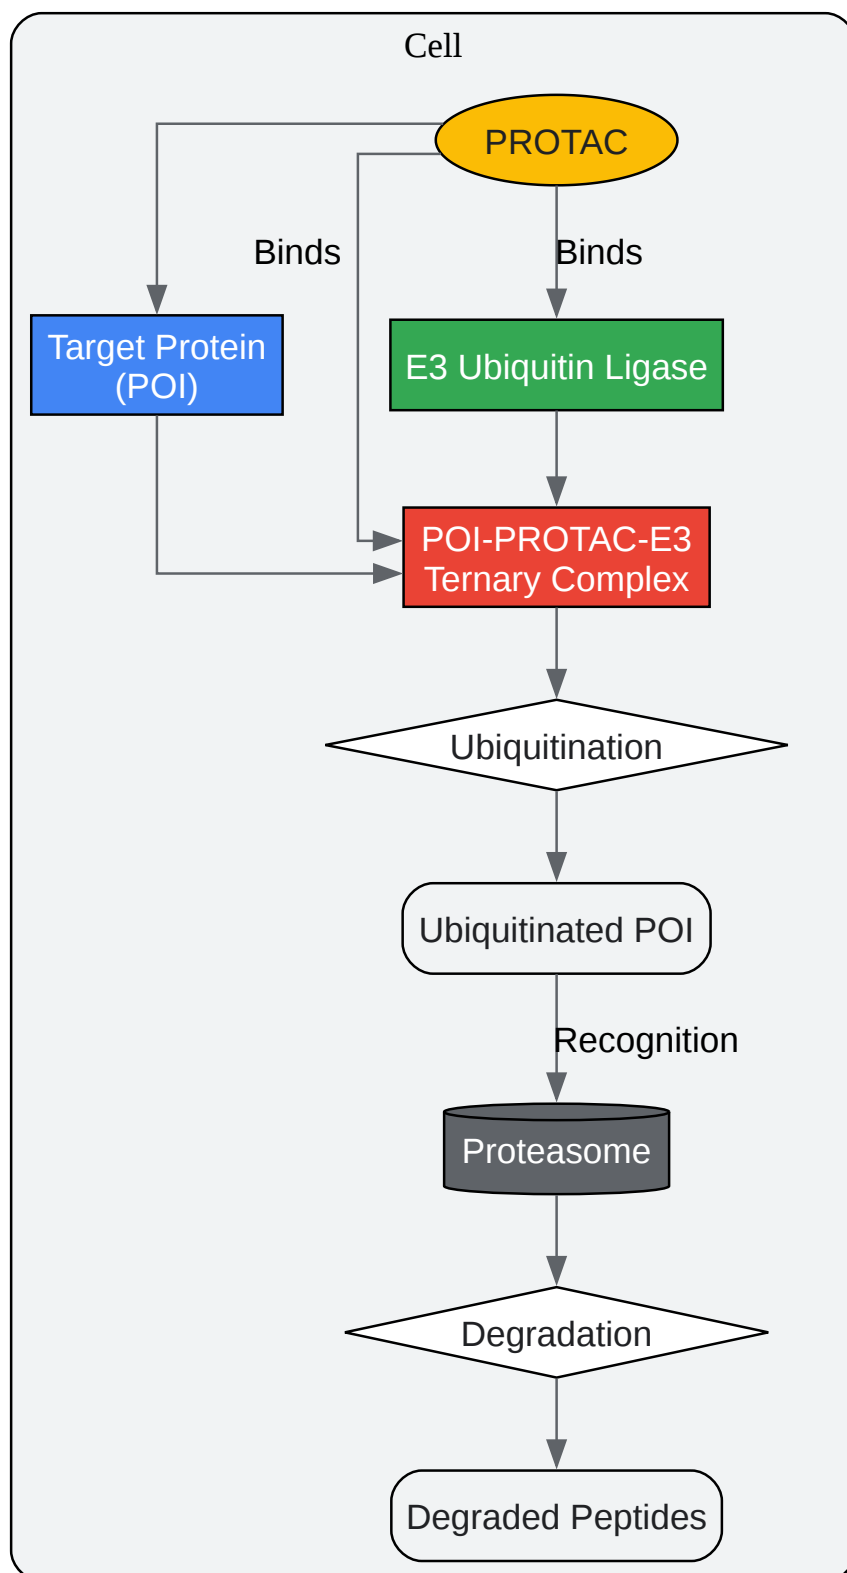 Cell
PROTAC
Binds
Binds
Target Protein
(POI)
E3 Ubiquitin Ligase
POI-PROTAC-E3
Ternary Complex
Ubiquitination
Ubiquitinated POI
Recognition
Proteasome
Degradation
Degraded Peptides